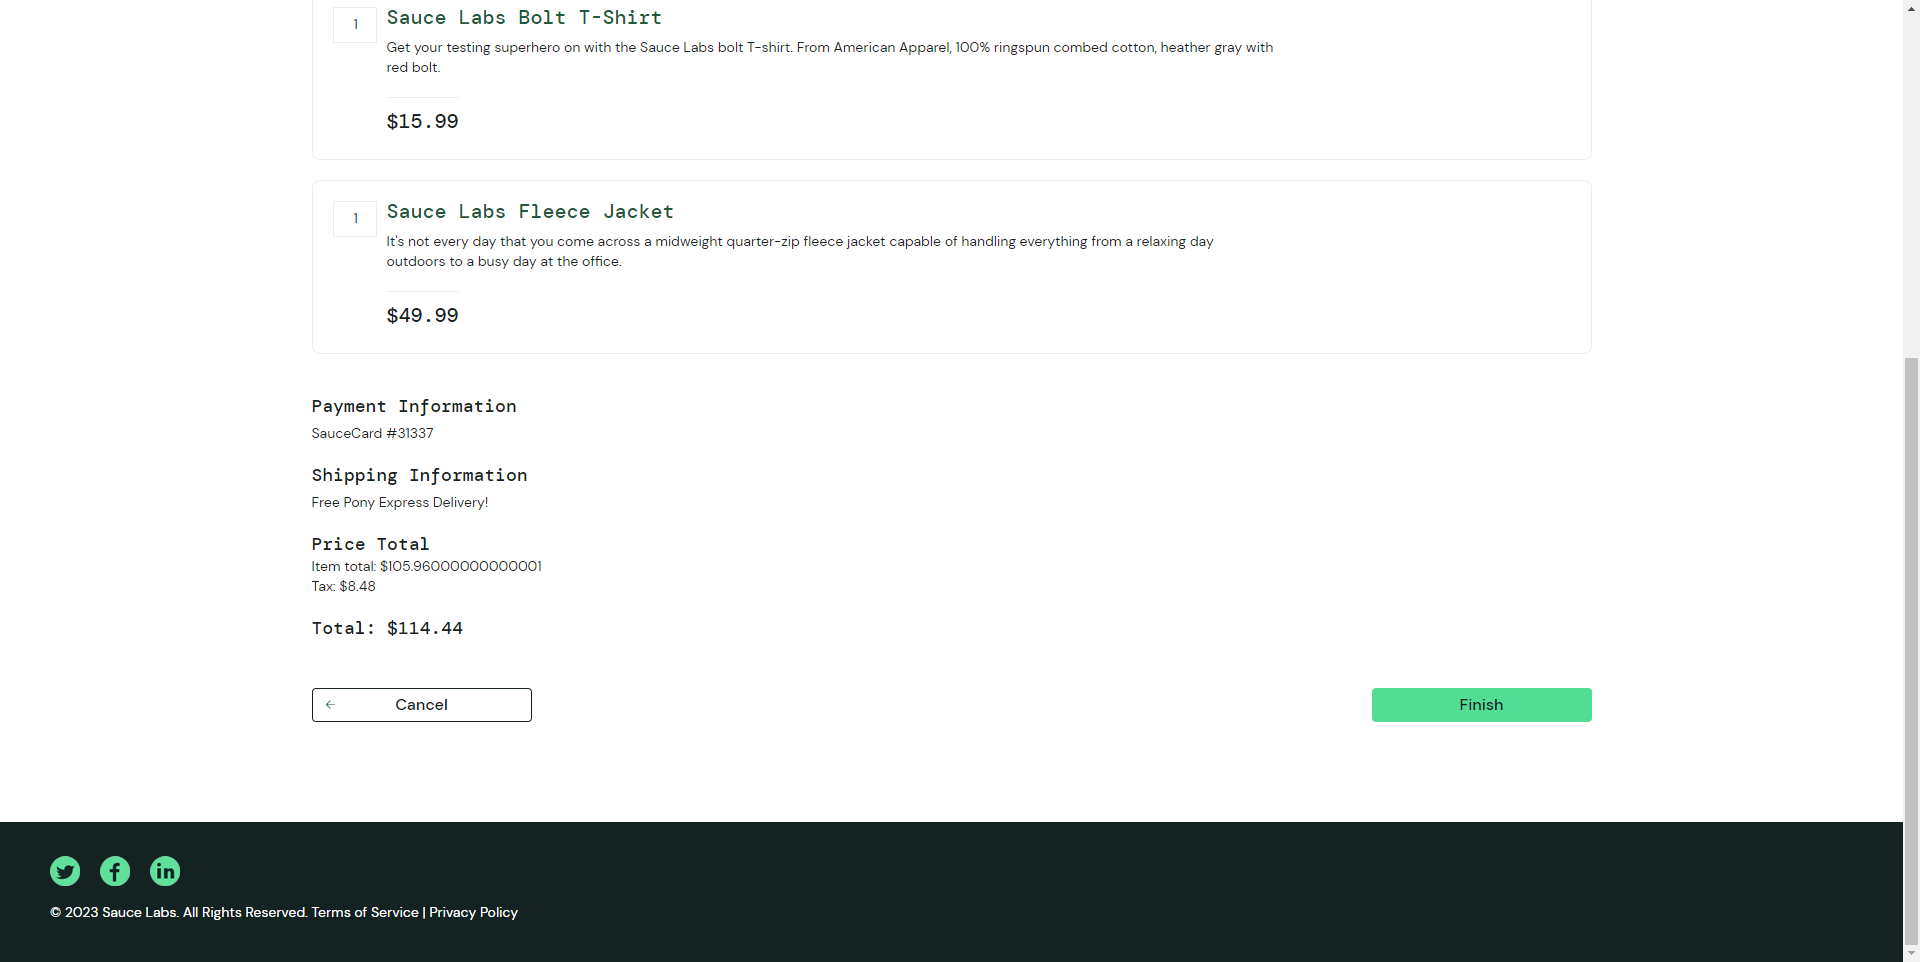 1
Sauce Labs Bolt T-Shirt
Get your testing superhero on with the Sauce Labs bolt T-shirt. From American Apparel, 100% ringspun combed cotton, heather gray with
red bolt.
$15.99
1
Sauce Labs Fleece Jacket
It's not every day that you come across a midweight quarter-zip fleece jacket capable of handling everything from a relaxing day
outdoors to a busy day at the office.
$49.99
Payment Information
SauceCard #31337
Shipping Information
Free Pony Express Delivery!
Price Total
Item total: $105.96000000000001
Tax: $8.48
Total: $114.44
Cancel
Finish
© 2023 Sauce Labs. All Rights Reserved. Terms of Service | Privacy Policy